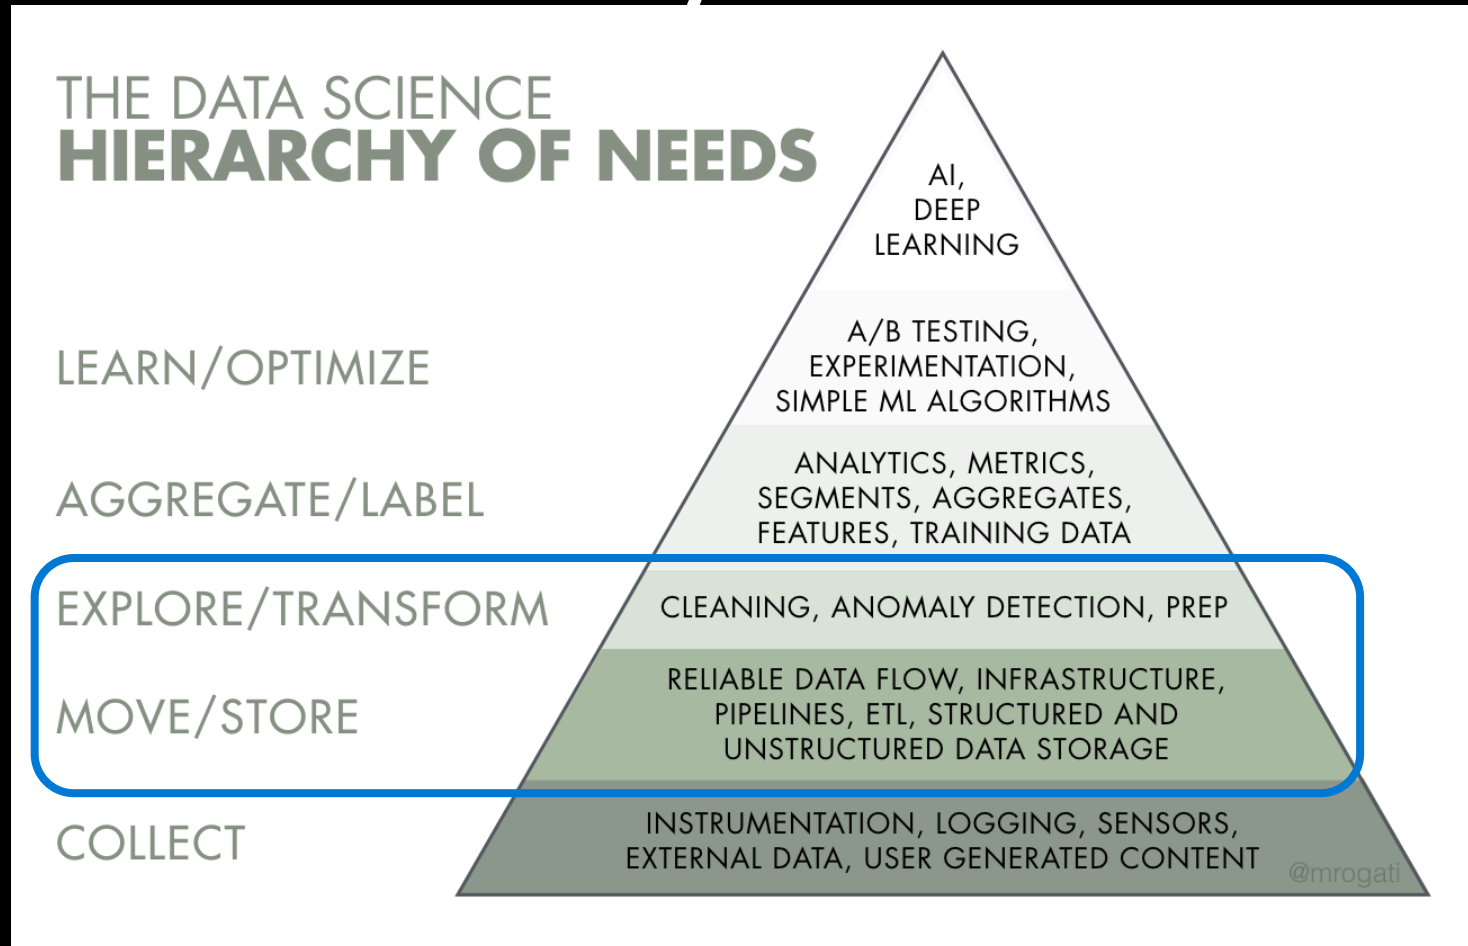 THE DATA SCIENCE
HIERARCHY OF NEEDS
AI,
DEEP
LEARNING
LEARN/OPTIMIZE
A/B TESTING,
EXPERIMENTATION,
SIMPLE ML ALGORITHMS
AGGREGATE/LABEL
ANALYTICS, METRICS,
SEGMENTS, AGGREGATES,
FEATURES, TRAINING DATA
EXPLORE/TRANSFORM
CLEANING, ANOMALY DETECTION, PREP
MOVE/STORE
RELIABLE DATA FLOW, INFRASTRUCTURE,
PIPELINES, ETL, STRUCTURED AND
UNSTRUCTURED DATA STORAGE
COLLECT
INSTRUMENTATION, LOGGING, SENSORS,
EXTERNAL DATA, USER GENERATED CONTENT
@mrogati